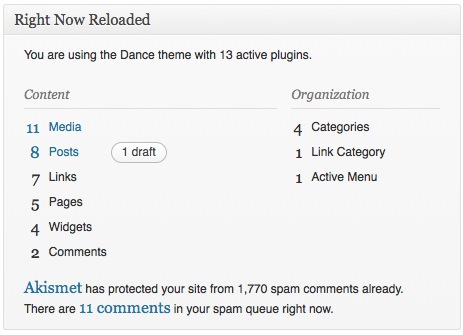 Right Now Reloaded
You are using the Dance theme with 13 active plugins.
Content
11 Media
8 Posts 1 draft
7 Links
5 Pages
4 Widgets
2 Comments
Organization
4 Categories
1 Link Category
1 Active Menu
Akismet has protected your site from 1,770 spam comments already.
There are 11 comments in your spam queue right now.